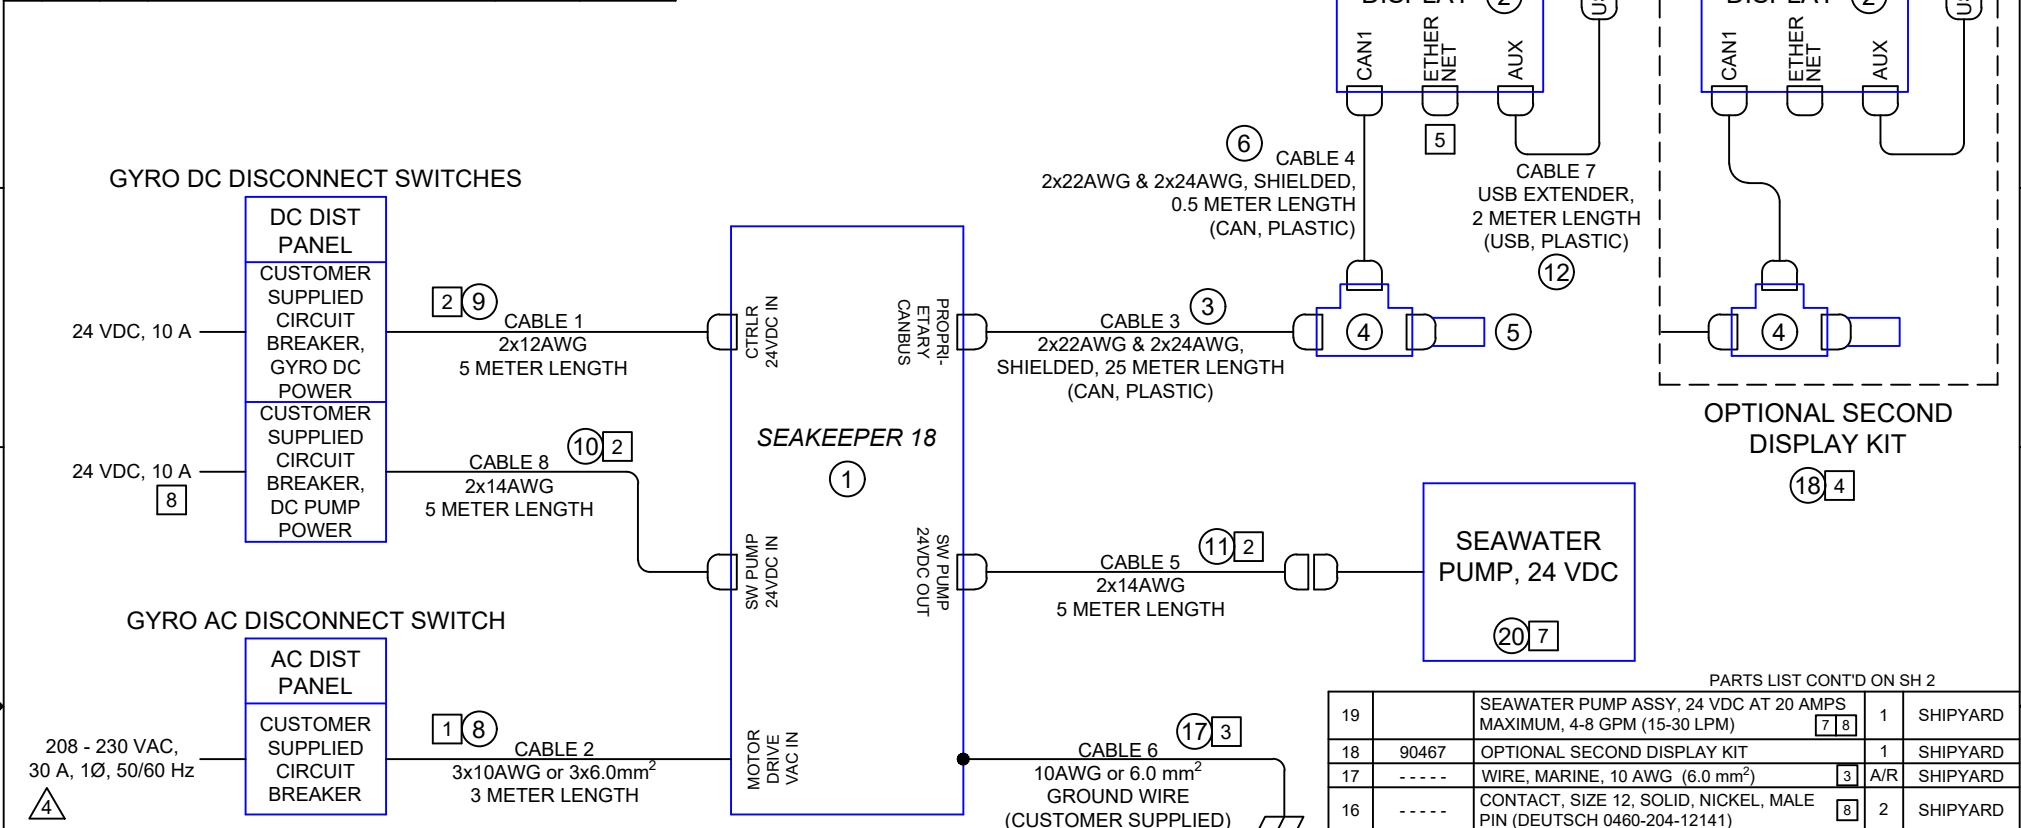 DISPLAY 2
DISPLAY 2
CAN1
ETHER
NET
AUX
CAN1
ETHER
NET
AUX
5
6
CABLE 4
2x22AWG & 2x24AWG, SHIELDED,
0.5 METER LENGTH
(CAN, PLASTIC)
CABLE 7
USB EXTENDER,
2 METER LENGTH
(USB, PLASTIC)
12
GYRO DC DISCONNECT SWITCHES
DC DIST
PANEL
CUSTOMER
SUPPLIED
CIRCUIT
BREAKER,
GYRO DC
POWER
24 VDC, 10 A
2 9
CABLE 1
2x12AWG
5 METER LENGTH
CTRLR
24VDC IN
PROPRI-
ETARY
CANBUS
3
CABLE 3
2x22AWG & 2x24AWG,
SHIELDED, 25 METER LENGTH
(CAN, PLASTIC)
4
5
4
OPTIONAL SECOND
DISPLAY KIT
18 4
CUSTOMER
SUPPLIED
CIRCUIT
BREAKER,
DC PUMP
POWER
24 VDC, 10 A
8
10 2
CABLE 8
2x14AWG
5 METER LENGTH
SEAKEEPER 18
1
SW PUMP
24VDC IN
SW PUMP
24VDC OUT
11 2
CABLE 5
2x14AWG
5 METER LENGTH
SEAWATER
PUMP, 24 VDC
20 7
GYRO AC DISCONNECT SWITCH
AC DIST
PANEL
CUSTOMER
SUPPLIED
CIRCUIT
BREAKER
208 - 230 VAC,
30 A, 1Ø, 50/60 Hz
4
1 8
CABLE 2
3x10AWG or 3x6.0mm²
3 METER LENGTH
MOTOR
DRIVE
VAC IN
17 3
CABLE 6
10AWG or 6.0 mm²
GROUND WIRE
(CUSTOMER SUPPLIED)
PARTS LIST CONT'D ON SH 2
19 SEAWATER PUMP ASSY, 24 VDC AT 20 AMPS
MAXIMUM, 4-8 GPM (15-30 LPM) 7 8 1 SHIPYARD
18 90467 OPTIONAL SECOND DISPLAY KIT 1 SHIPYARD
17 - - - - - WIRE, MARINE, 10 AWG (6.0 mm²) 3 A/R SHIPYARD
16 - - - - - CONTACT, SIZE 12, SOLID, NICKEL, MALE
PIN (DEUTSCH 0460-204-12141) 8 2 SHIPYARD